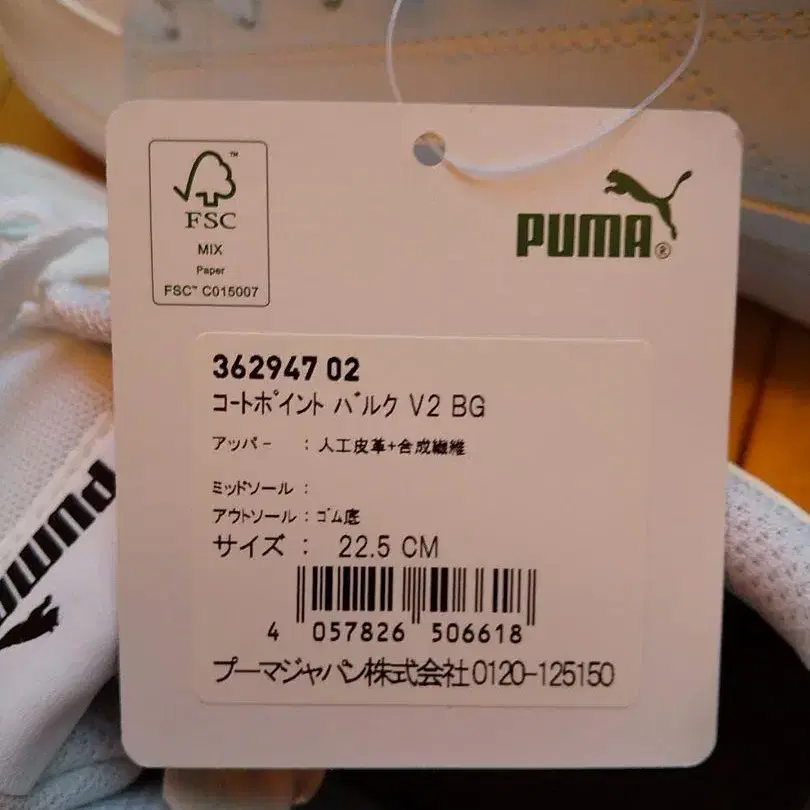 FSC
MIX
Paper
FSC™ C015007
PUMA®
362947 02
コートポイント バルク V2 BG
アッパー : 人工皮革+合成繊維
ミッドソール :
アウトソール : ゴム底
サイズ : 22.5 CM
4 057826 506618
プーマジャパン株式会社0120-125150
PUMA